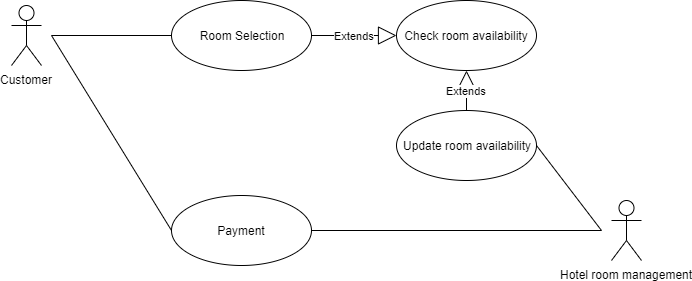 Room Selection
Extends
Check room availability
Customer
Extends
Update room availability
Payment
Hotel room management